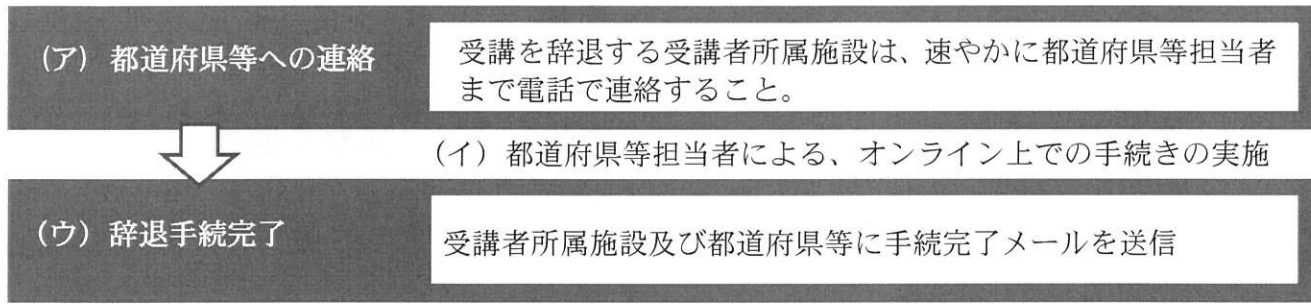 (ア) 都道府県等への連絡
受講を辞退する受講者所属施設は、速やかに都道府県等担当者
まで電話で連絡すること。
(イ) 都道府県等担当者による、オンライン上での手続きの実施
(ウ) 辞退手続完了
受講者所属施設及び都道府県等に手続完了メールを送信